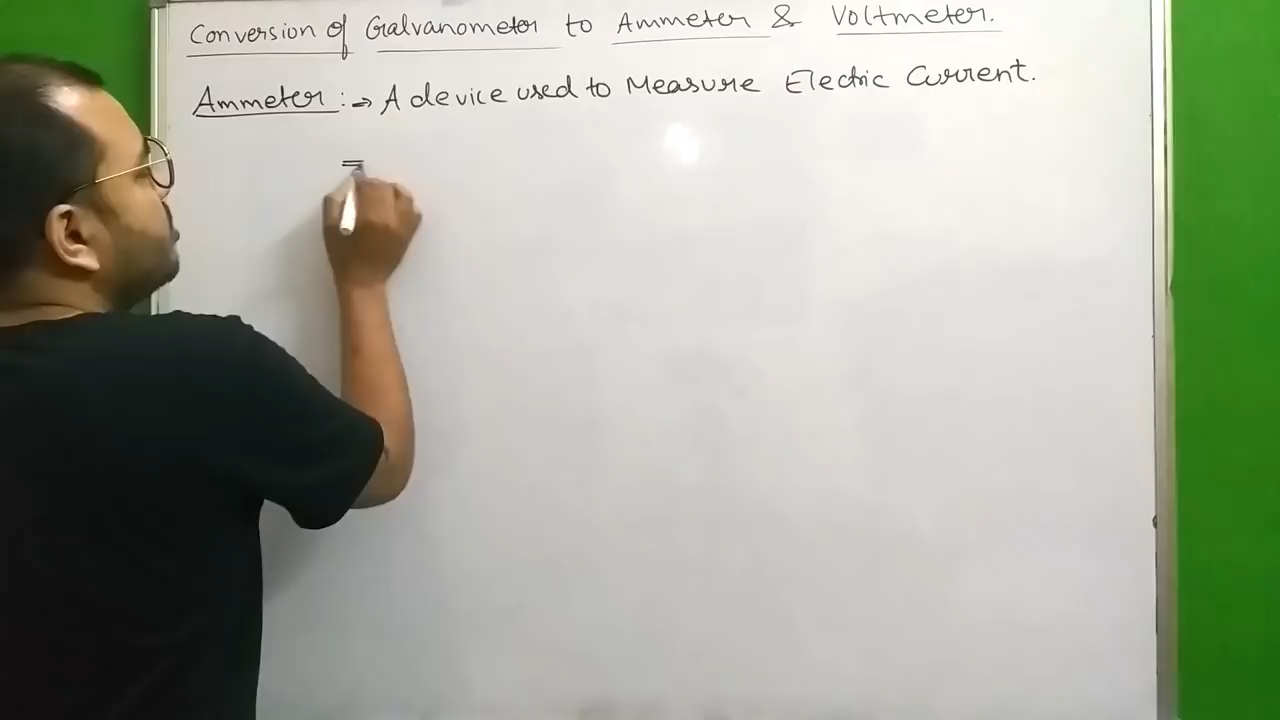 Conversion of Galvanometer to Ammeter & Voltmeter.
Ammeter :→ A device used to Measure Electric Current.
=